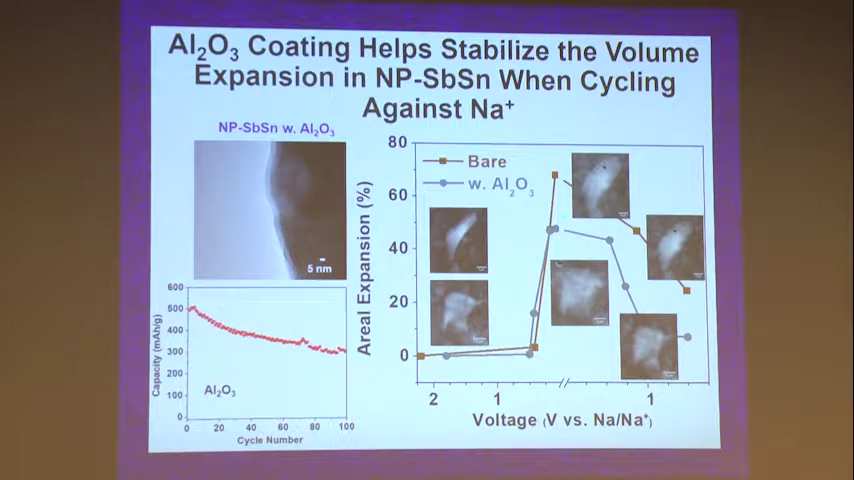 Al₂O₃ Coating Helps Stabilize the Volume
Expansion in NP-SbSn When Cycling
Against Na⁺
NP-SbSn w. Al₂O₃
5 nm
600
500
400
300
200
100
0
Capacity (mAh/g)
Al₂O₃
0 20 40 60 80 100
Cycle Number
80
60
40
20
0
Areal Expansion (%)
Bare
w. Al₂O₃
2 1 1
Voltage (V vs. Na/Na⁺)